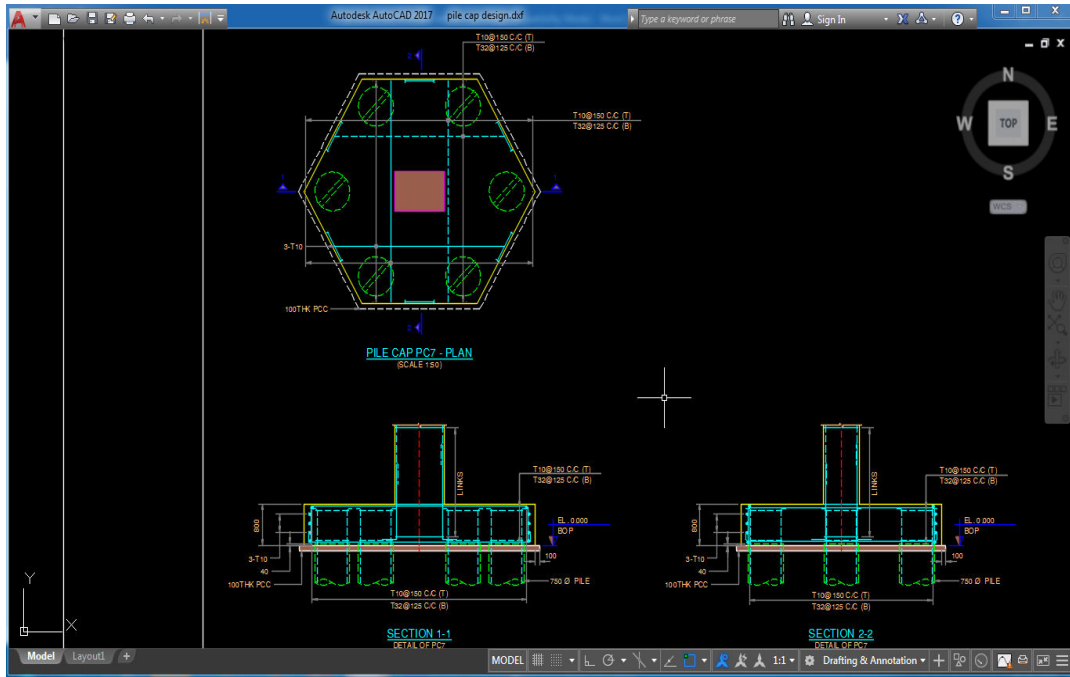 Autodesk AutoCAD 2017 pile cap design.dxf
Type a keyword or phrase
Sign In
T10@150 C/C (T)
T32@125 C/C (B)
2
T10@150 C/C (T)
T32@125 C/C (B)
1
1
3-T10
100THK PCC
2
PILE CAP PC7 - PLAN
(SCALE 1:50)
N
W
TOP
E
S
WCS
LINKS
T10@150 C/C (T)
T32@125 C/C (B)
800
EL : 0.000
BOP
3-T10
40
100
100THK PCC
750 Ø PILE
T10@150 C/C (T)
T32@125 C/C (B)
SECTION 1-1
DETAIL OF PC7
LINKS
T10@150 C/C (T)
T32@125 C/C (B)
800
EL : 0.000
BOP
3-T10
40
100
100THK PCC
750 Ø PILE
T10@150 C/C (T)
T32@125 C/C (B)
SECTION 2-2
DETAIL OF PC7
Y
X
Model Layout1 +
MODEL 1:1 Drafting & Annotation